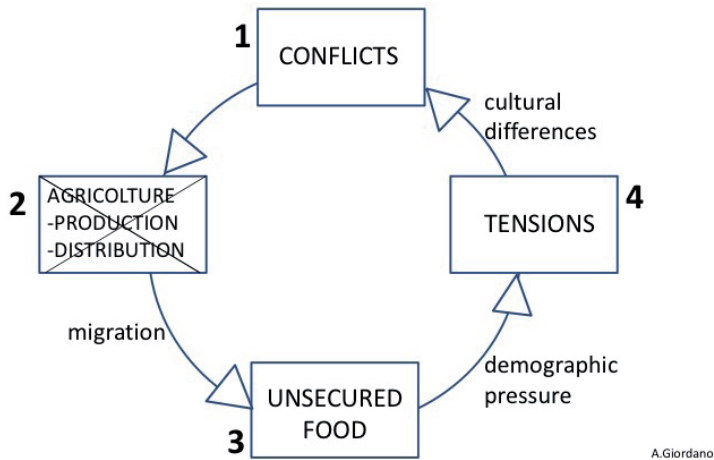 1
CONFLICTS
cultural
differences
2
AGRICOLTURE
-PRODUCTION
-DISTRIBUTION
4
TENSIONS
migration
demographic
pressure
3
UNSECURED
FOOD
A.Giordano